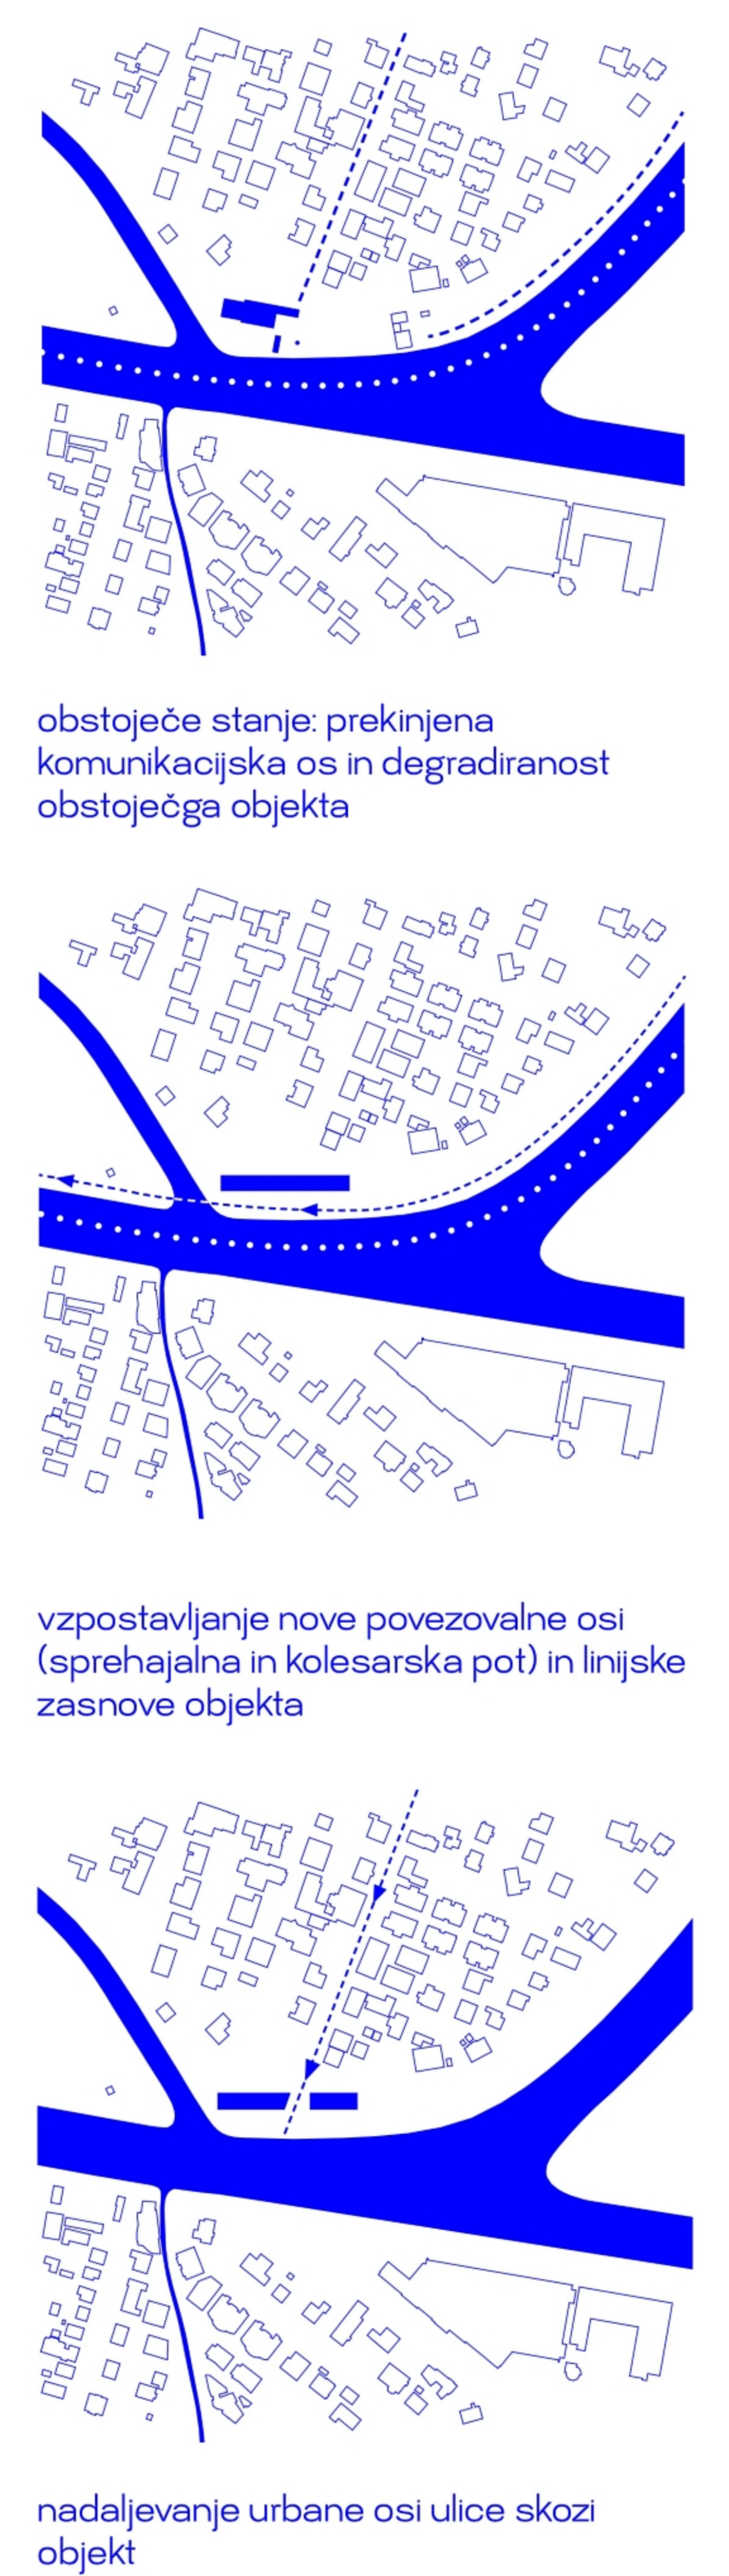 obstoječe stanje: prekinjena
komunikacijska os in degradiranost
obstoječga objekta
vzpostavljanje nove povezovalne osi
(sprehajalna in kolesarska pot) in linijske
zasnove objekta
nadaljevanje urbane osi ulice skozi
objekt